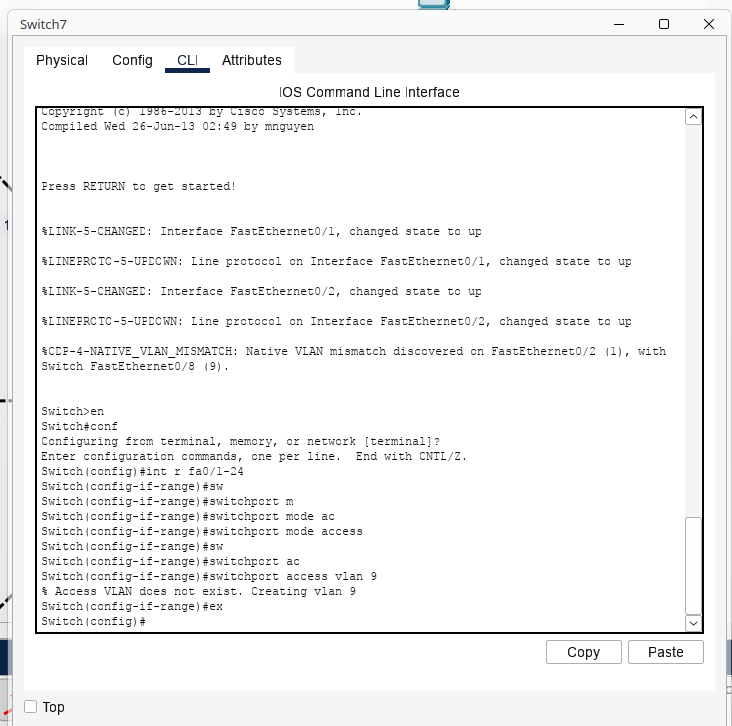 Switch7
Physical Config CLI Attributes
IOS Command Line Interface
Copyright (c) 1986-2013 by Cisco Systems, Inc.
Compiled Wed 26-Jun-13 02:49 by mnguyen
Press RETURN to get started!
%LINK-5-CHANGED: Interface FastEthernet0/1, changed state to up
%LINEPROTO-5-UPDOWN: Line protocol on Interface FastEthernet0/1, changed state to up
%LINK-5-CHANGED: Interface FastEthernet0/2, changed state to up
%LINEPROTO-5-UPDOWN: Line protocol on Interface FastEthernet0/2, changed state to up
%CDP-4-NATIVE_VLAN_MISMATCH: Native VLAN mismatch discovered on FastEthernet0/2 (1), with
Switch FastEthernet0/8 (9).
Switch>en
Switch#conf
Configuring from terminal, memory, or network [terminal]?
Enter configuration commands, one per line.  End with CNTL/Z.
Switch(config)#int r fa0/1-24
Switch(config-if-range)#sw
Switch(config-if-range)#switchport m
Switch(config-if-range)#switchport mode ac
Switch(config-if-range)#switchport mode access
Switch(config-if-range)#sw
Switch(config-if-range)#switchport ac
Switch(config-if-range)#switchport access vlan 9
% Access VLAN does not exist. Creating vlan 9
Switch(config-if-range)#ex
Switch(config)#
Copy Paste
Top